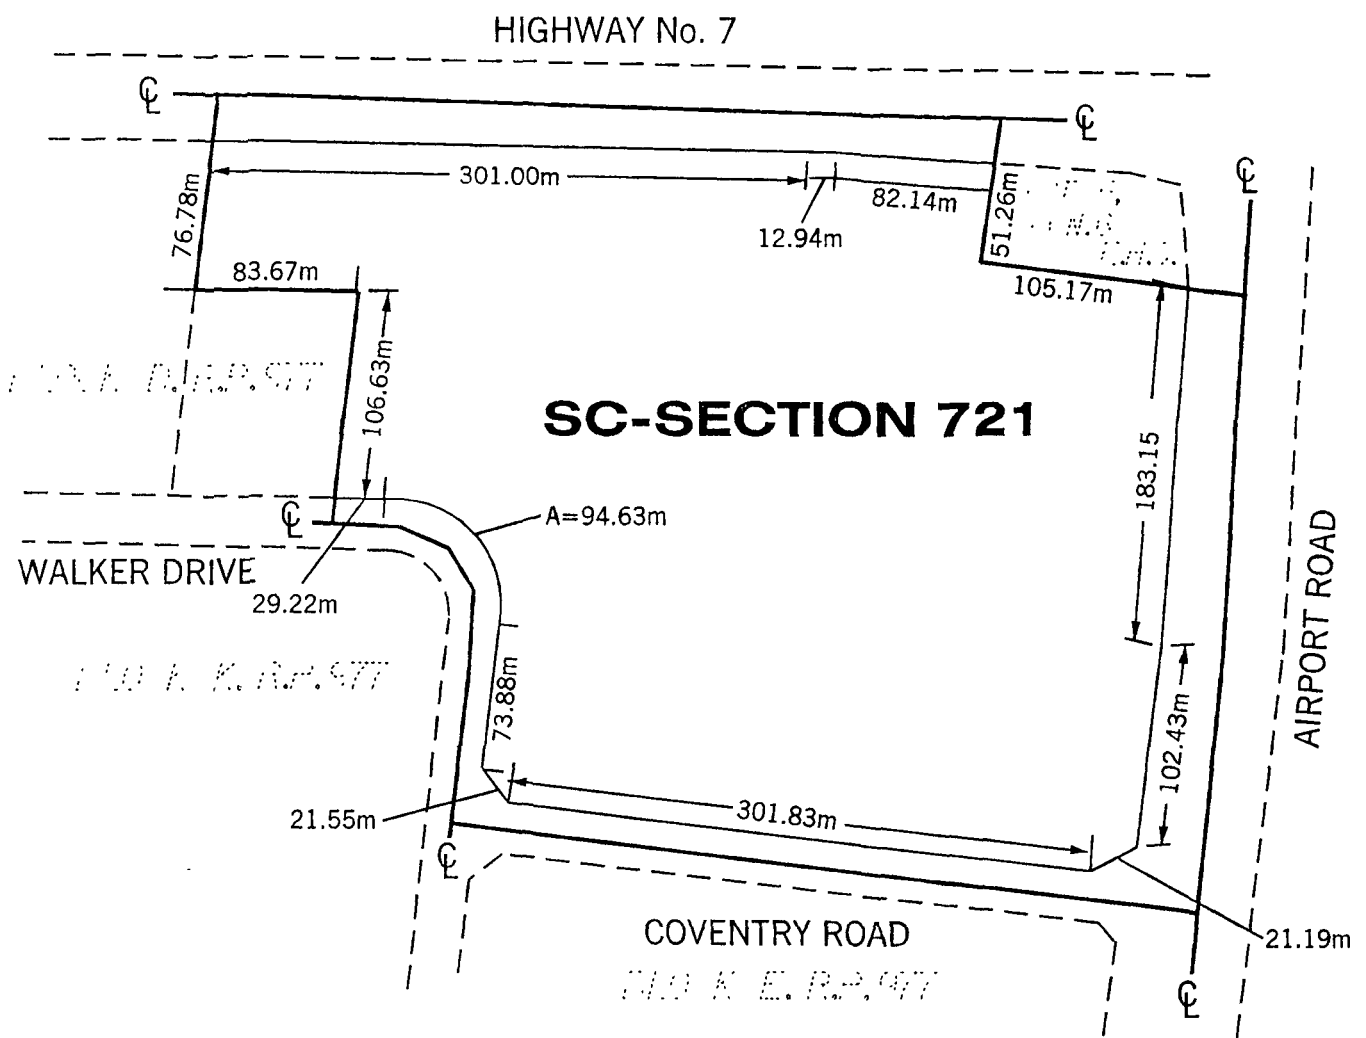 HIGHWAY No. 7
℄
℄
℄
301.00m
82.14m
12.94m
76.78m
51.26m
83.67m
105.17m
106.63m
SC-SECTION 721
183.15
℄
A=94.63m
WALKER DRIVE
29.22m
AIRPORT ROAD
73.88m
102.43m
21.55m
301.83m
℄
COVENTRY ROAD
21.19m
℄